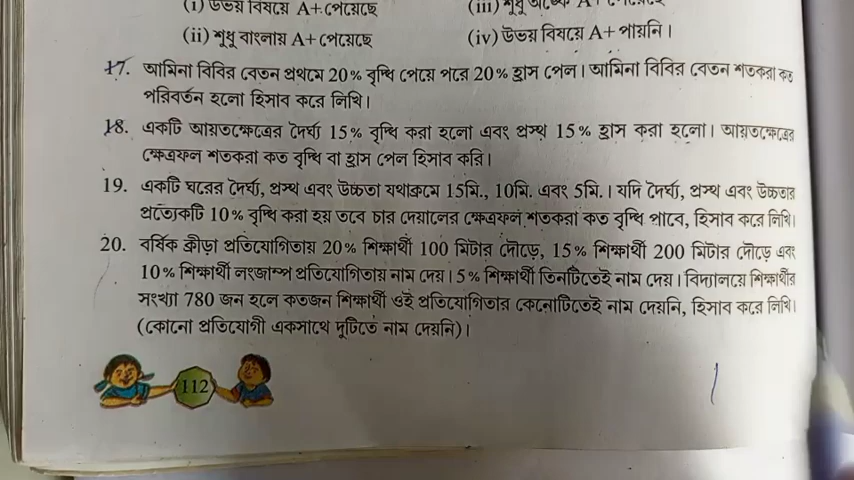 (i) উভয় বিষয়ে A+ পেয়েছে (iii) শুধু অঙ্কে A+ পেয়েছে
(ii) শুধু বাংলায় A+ পেয়েছে (iv) উভয় বিষয়ে A+ পায়নি।
17. আমিনা বিবির বেতন প্রথমে 20% বৃদ্ধি পেয়ে পরে 20% হ্রাস পেল। আমিনা বিবির বেতন শতকরা কত
পরিবর্তন হলো হিসাব করে লিখি।
18. একটি আয়তক্ষেত্রের দৈর্ঘ্য 15% বৃদ্ধি করা হলো এবং প্রস্থ 15% হ্রাস করা হলো। আয়তক্ষেত্রের
ক্ষেত্রফল শতকরা কত বৃদ্ধি বা হ্রাস পেল হিসাব করি।
19. একটি ঘরের দৈর্ঘ্য, প্রস্থ এবং উচ্চতা যথাক্রমে 15মি., 10মি. এবং 5মি.। যদি দৈর্ঘ্য, প্রস্থ এবং উচ্চতার
প্রত্যেকটি 10% বৃদ্ধি করা হয় তবে চার দেয়ালের ক্ষেত্রফল শতকরা কত বৃদ্ধি পাবে, হিসাব করে লিখি।
20. বার্ষিক ক্রীড়া প্রতিযোগিতায় 20% শিক্ষার্থী 100 মিটার দৌড়ে, 15% শিক্ষার্থী 200 মিটার দৌড়ে এবং
10% শিক্ষার্থী লংজাম্প প্রতিযোগিতায় নাম দেয়। 5% শিক্ষার্থী তিনটিতেই নাম দেয়। বিদ্যালয়ে শিক্ষার্থীর
সংখ্যা 780 জন হলে কতজন শিক্ষার্থী ওই প্রতিযোগিতার কোনোটিতেই নাম দেয়নি, হিসাব করে লিখি।
(কোনো প্রতিযোগী একসাথে দুটিতে নাম দেয়নি)।
112